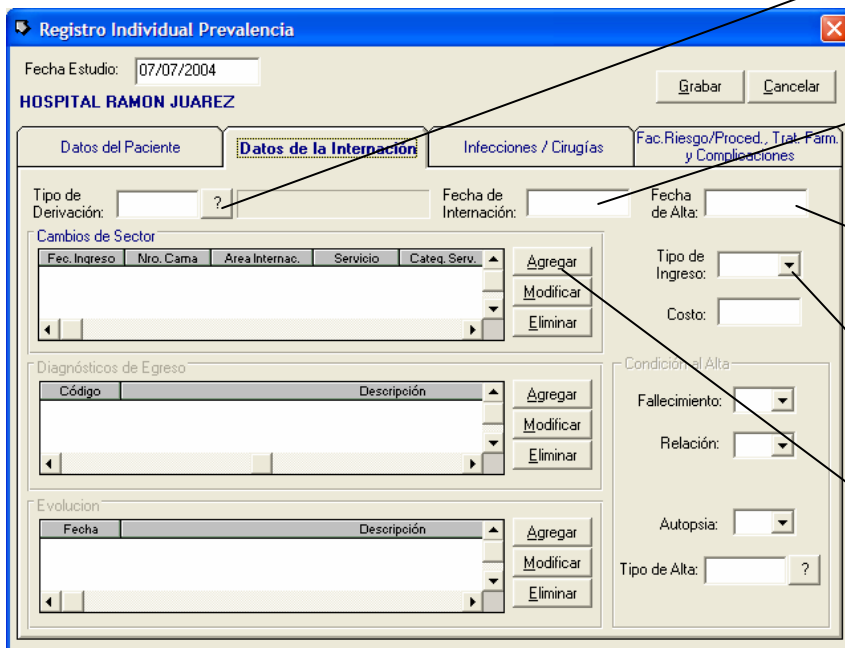 Registro Individual Prevalencia
Fecha Estudio: 07/07/2004
Grabar Cancelar
HOSPITAL RAMON JUAREZ
Datos del Paciente
Datos de la Internación
Infecciones / Cirugías
Fac.Riesgo/Proced., Trat. Farm.
y Complicaciones
Tipo de
Derivación:
?
Fecha de
Internación:
Fecha
de Alta:
Cambios de Sector
Fec. Ingreso Nro. Cama Area Internac. Servicio Categ. Serv.
Agregar
Modificar
Eliminar
Tipo de
Ingreso:
Costo:
Diagnósticos de Egreso
Código Descripción
Agregar
Modificar
Eliminar
Condición al Alta
Fallecimiento:
Relación:
Evolucion
Fecha Descripción
Agregar
Modificar
Eliminar
Autopsia:
Tipo de Alta: ?